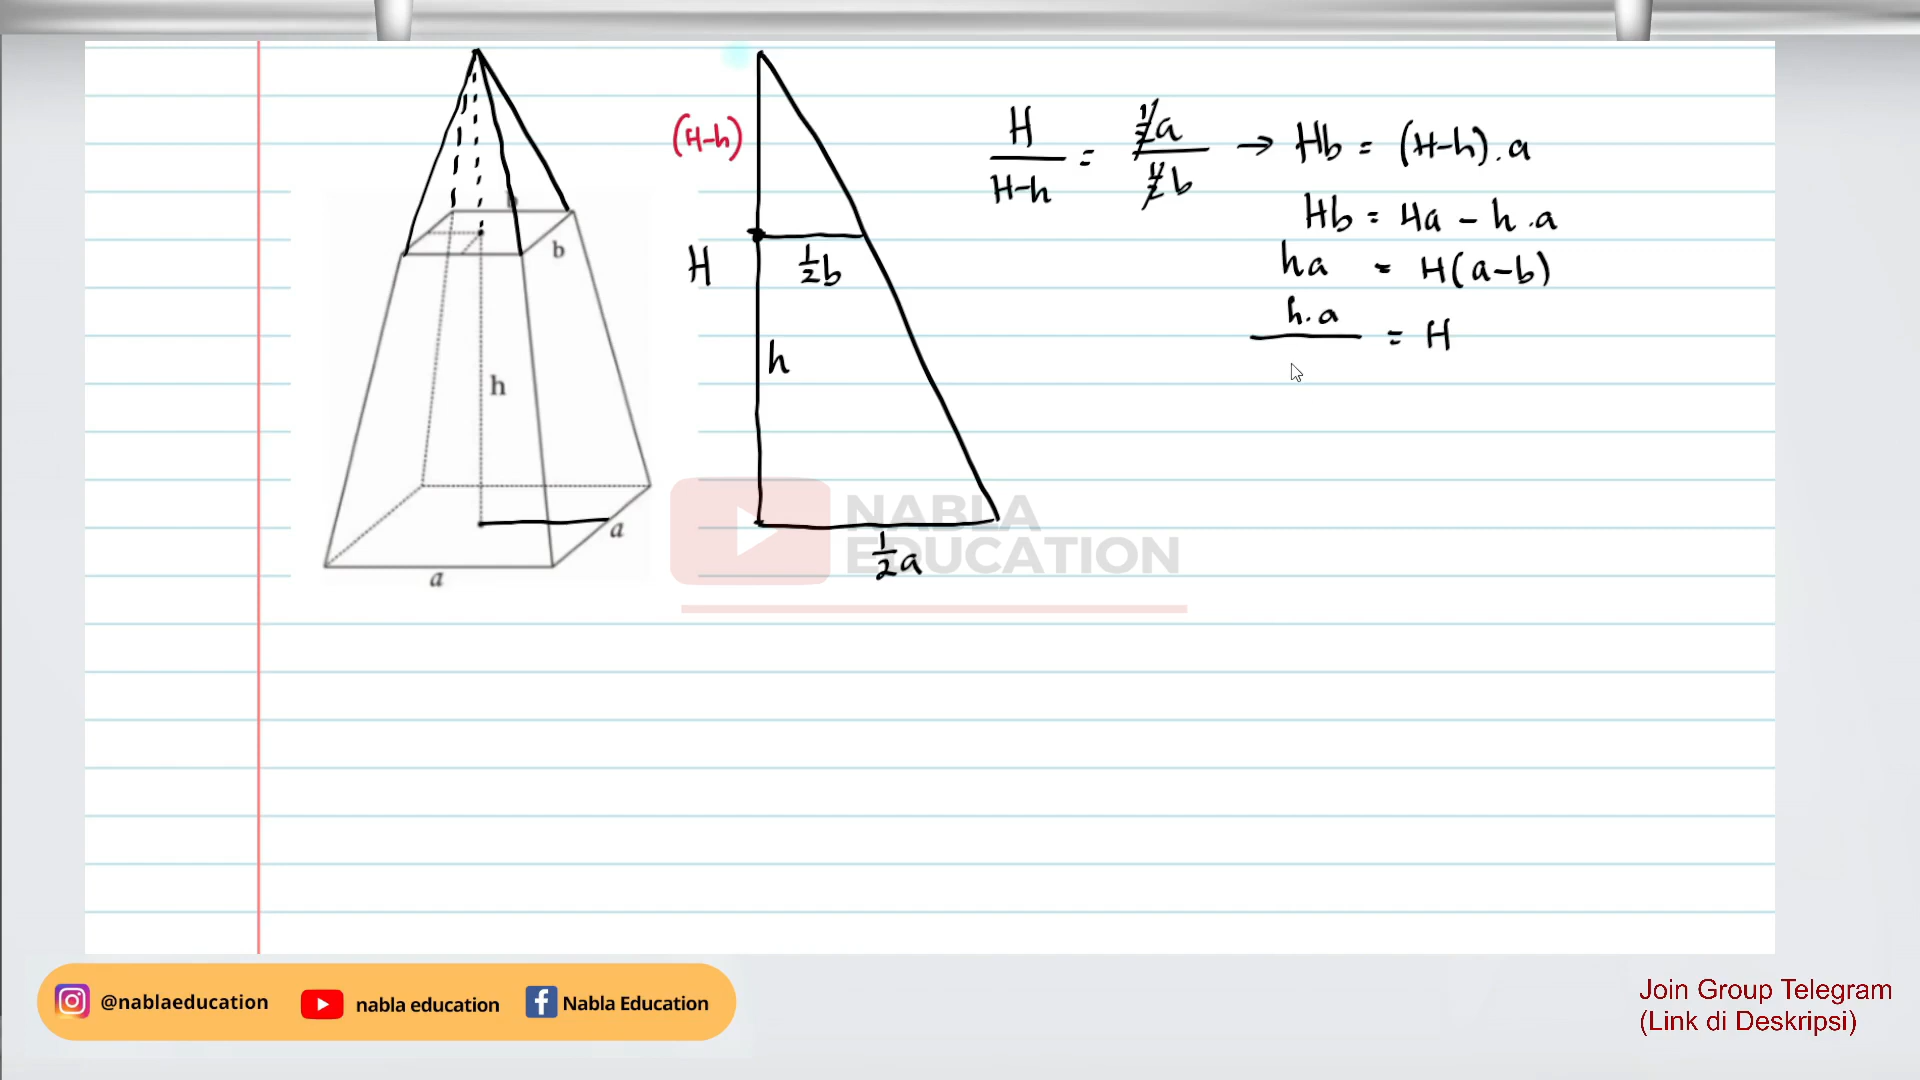 b
b
h
a
a
(H-h)
H
½b
h
½a
H/(H-h) = ½a/½b → Hb = (H-h).a
Hb = Ha - h.a
ha = H(a-b)
h.a/ = H
NABLA
EDUCATION
@nablaeducation
nabla education
Nabla Education
Join Group Telegram
(Link di Deskripsi)